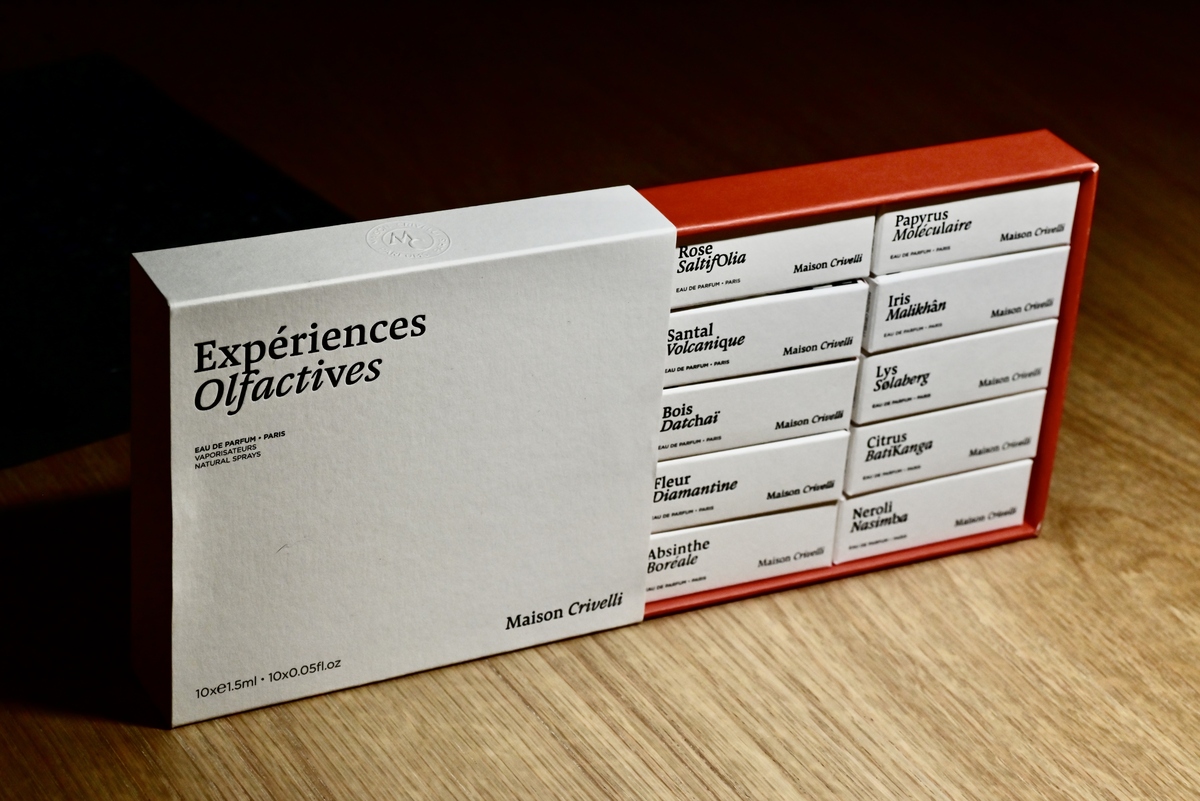 Expériences
Olfactives
EAU DE PARFUM • PARIS
VAPORISATEURS
NATURAL SPRAYS
Maison Crivelli
10xe1.5ml • 10x0.05fl.oz
Rose
SaltifOlia
EAU DE PARFUM • PARIS
Maison Crivelli
Santal
Volcanique
EAU DE PARFUM • PARIS
Maison Crivelli
Bois
Datchaï
EAU DE PARFUM • PARIS
Maison Crivelli
Fleur
Diamantine
EAU DE PARFUM • PARIS
Maison Crivelli
Absinthe
Boréale
EAU DE PARFUM • PARIS
Maison Crivelli
Papyrus
Moléculaire
EAU DE PARFUM • PARIS
Maison Crivelli
Iris
Malikhân
EAU DE PARFUM • PARIS
Maison Crivelli
Lys
Sølaberg
EAU DE PARFUM • PARIS
Maison Crivelli
Citrus
BatiKanga
EAU DE PARFUM • PARIS
Maison Crivelli
Neroli
Nasimba
EAU DE PARFUM • PARIS
Maison Crivelli